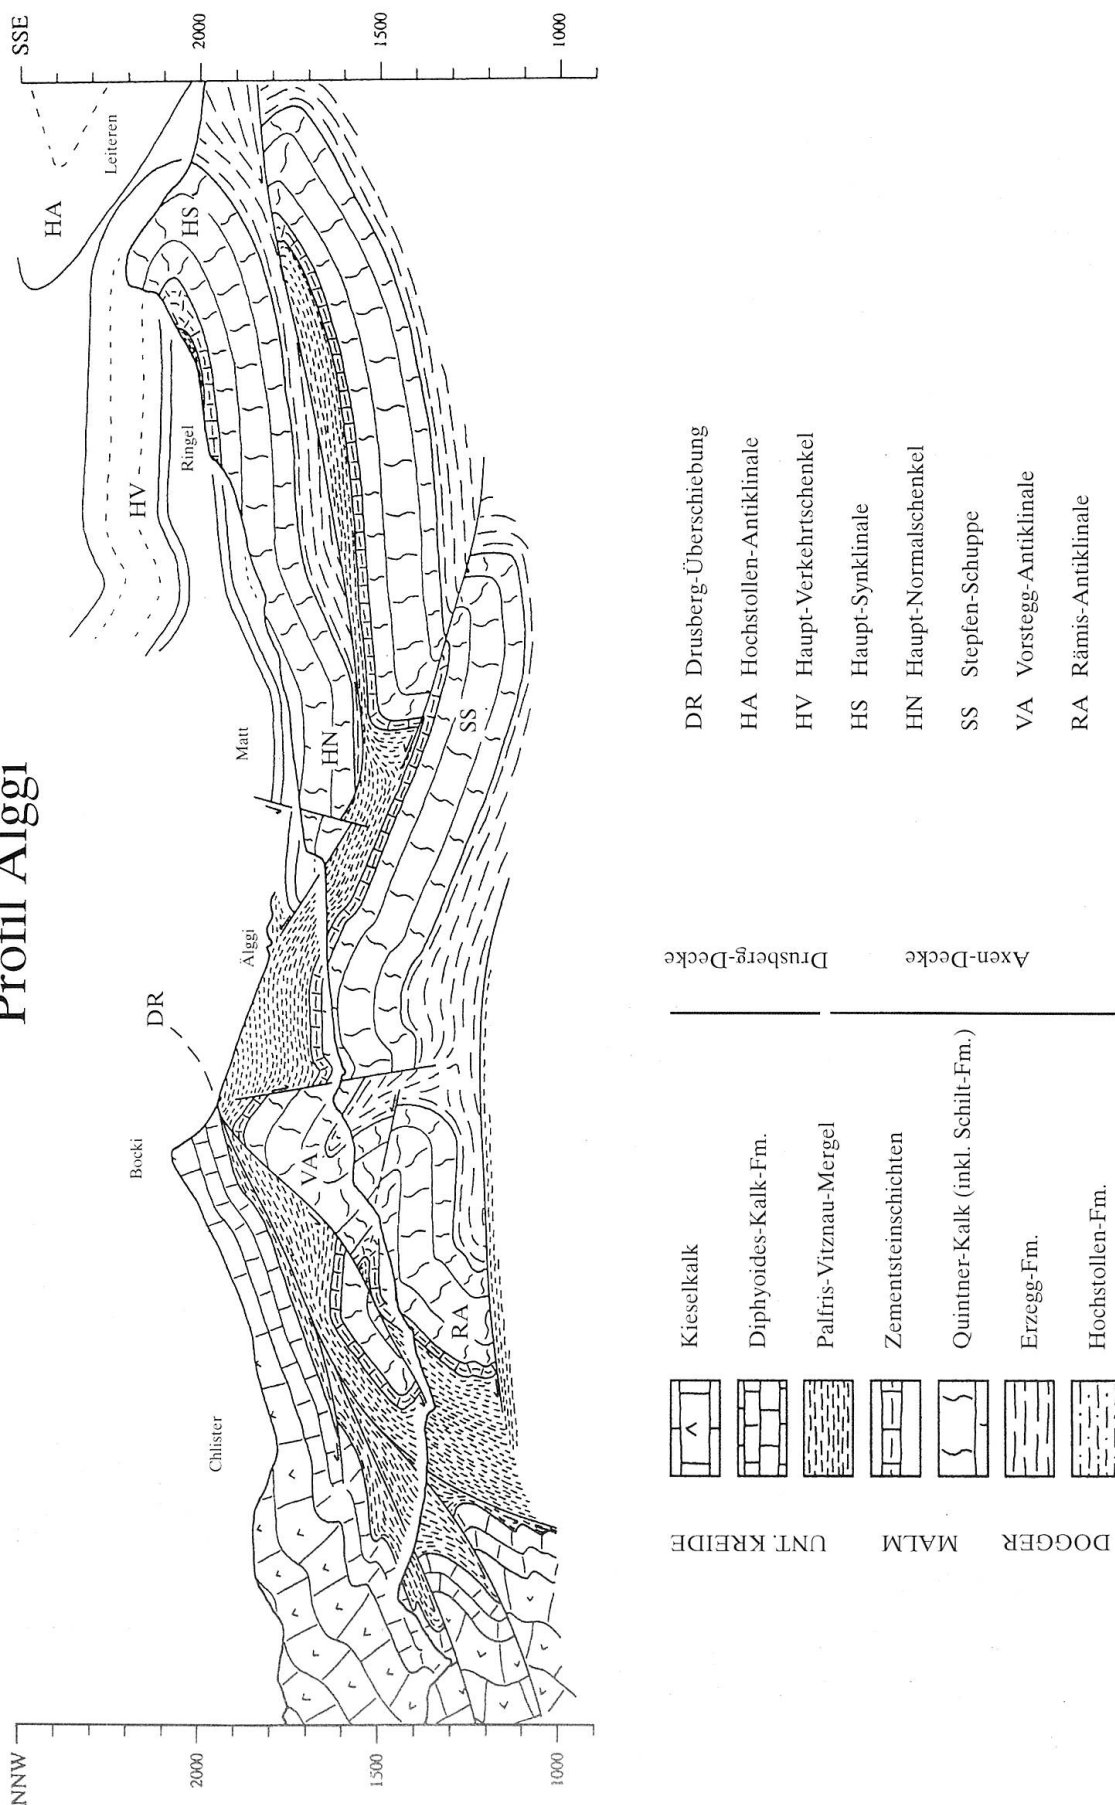 Profil Älggi
NNW
SSE
2000
1500
1000
2000
1500
1000
Chlister
Bocki
DR
Älggi
Matt
Ringel
Leiteren
HA
HV
HS
HN
SS
VA
RA
UNT. KREIDE
MALM
DOGGER
Kieselkalk
Diphyoides-Kalk-Fm.
Palfris-Vitznau-Mergel
Zementsteinschichten
Quintner-Kalk (inkl. Schilt-Fm.)
Erzegg-Fm.
Hochstollen-Fm.
Drusberg-Decke
Axen-Decke
DR Drusberg-Überschiebung
HA Hochstollen-Antiklinale
HV Haupt-Verkehrtschenkel
HS Haupt-Synklinale
HN Haupt-Normalschenkel
SS Stepfen-Schuppe
VA Vorstegg-Antiklinale
RA Rämis-Antiklinale